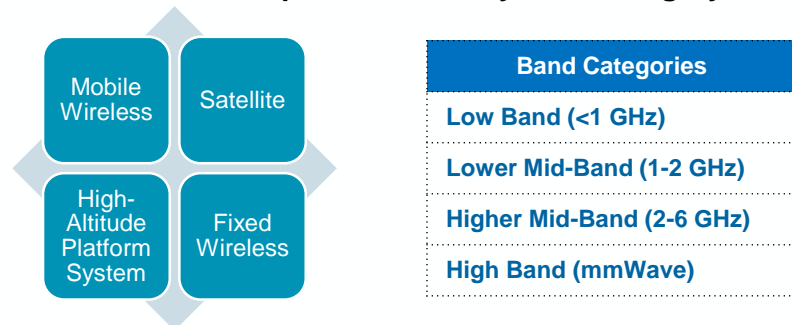 Mobile
Wireless
Satellite
High-
Altitude
Platform
System
Fixed
Wireless
Band Categories
Low Band (<1 GHz)
Lower Mid-Band (1-2 GHz)
Higher Mid-Band (2-6 GHz)
High Band (mmWave)